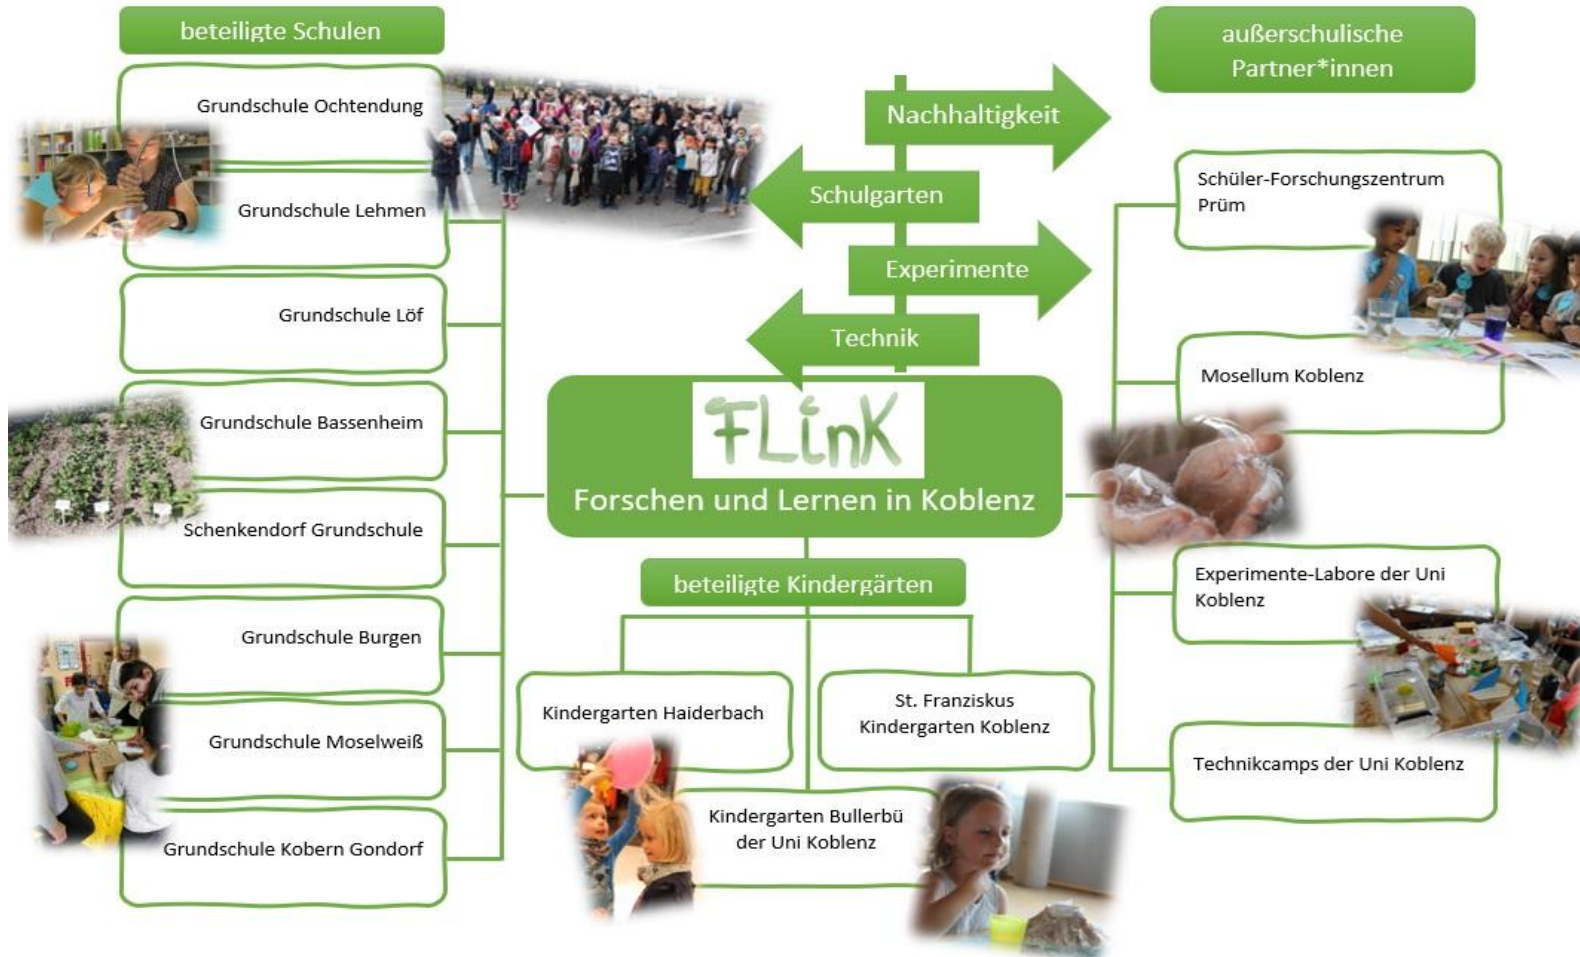 beteiligte Schulen
Grundschule Ochtendung
Grundschule Lehmen
Grundschule Löf
Grundschule Bassenheim
Schenkendorf Grundschule
Grundschule Burgen
Grundschule Moselweiß
Grundschule Kobern Gondorf
Nachhaltigkeit
Schulgarten
Experimente
Technik
FLinK
Forschen und Lernen in Koblenz
beteiligte Kindergärten
Kindergarten Haiderbach
St. Franziskus
Kindergarten Koblenz
Kindergarten Bullerbü
der Uni Koblenz
außerschulische
Partner*innen
Schüler-Forschungszentrum
Prüm
Mosellum Koblenz
Experimente-Labore der Uni
Koblenz
Technikcamps der Uni Koblenz